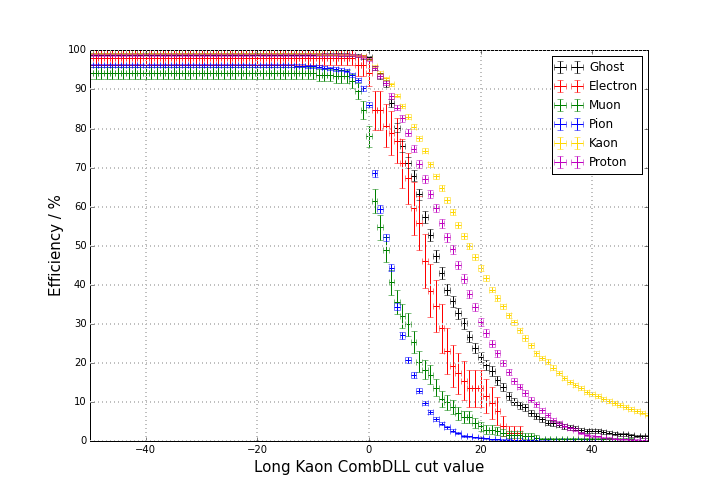 100
90
80
70
60
50
40
30
20
10
0
Efficiency / %
−40
−20
0
20
40
Long Kaon CombDLL cut value
Ghost
Electron
Muon
Pion
Kaon
Proton